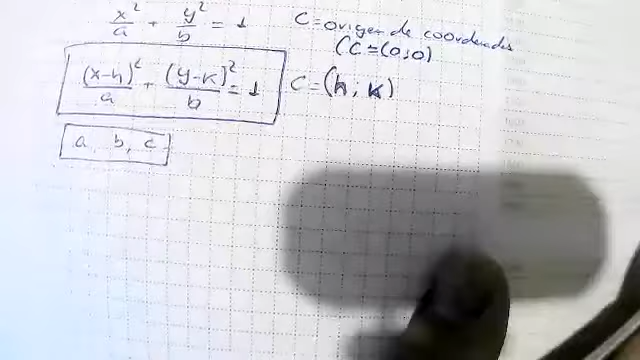 x²/a + y²/b = 1 C = origen de coordenadas
(C = (0;0)
(x-h)²/a + (y-k)²/b = 1 C = (h; k)
a, b, c